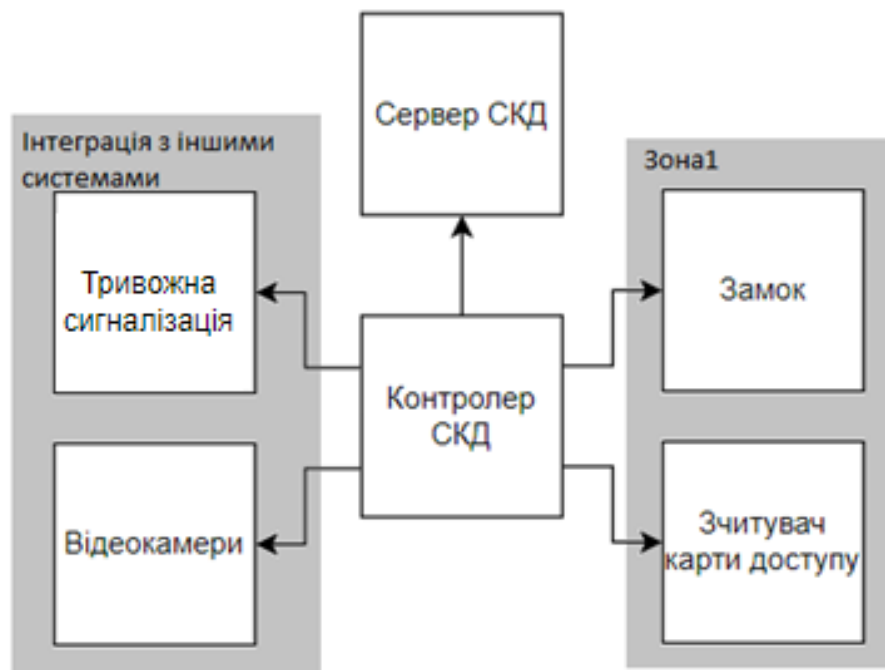 Сервер СКД
Інтеграція з іншими
системами
Тривожна
сигналізація
Відеокамери
Контролер
СКД
Зона1
Замок
Зчитувач
карти доступу